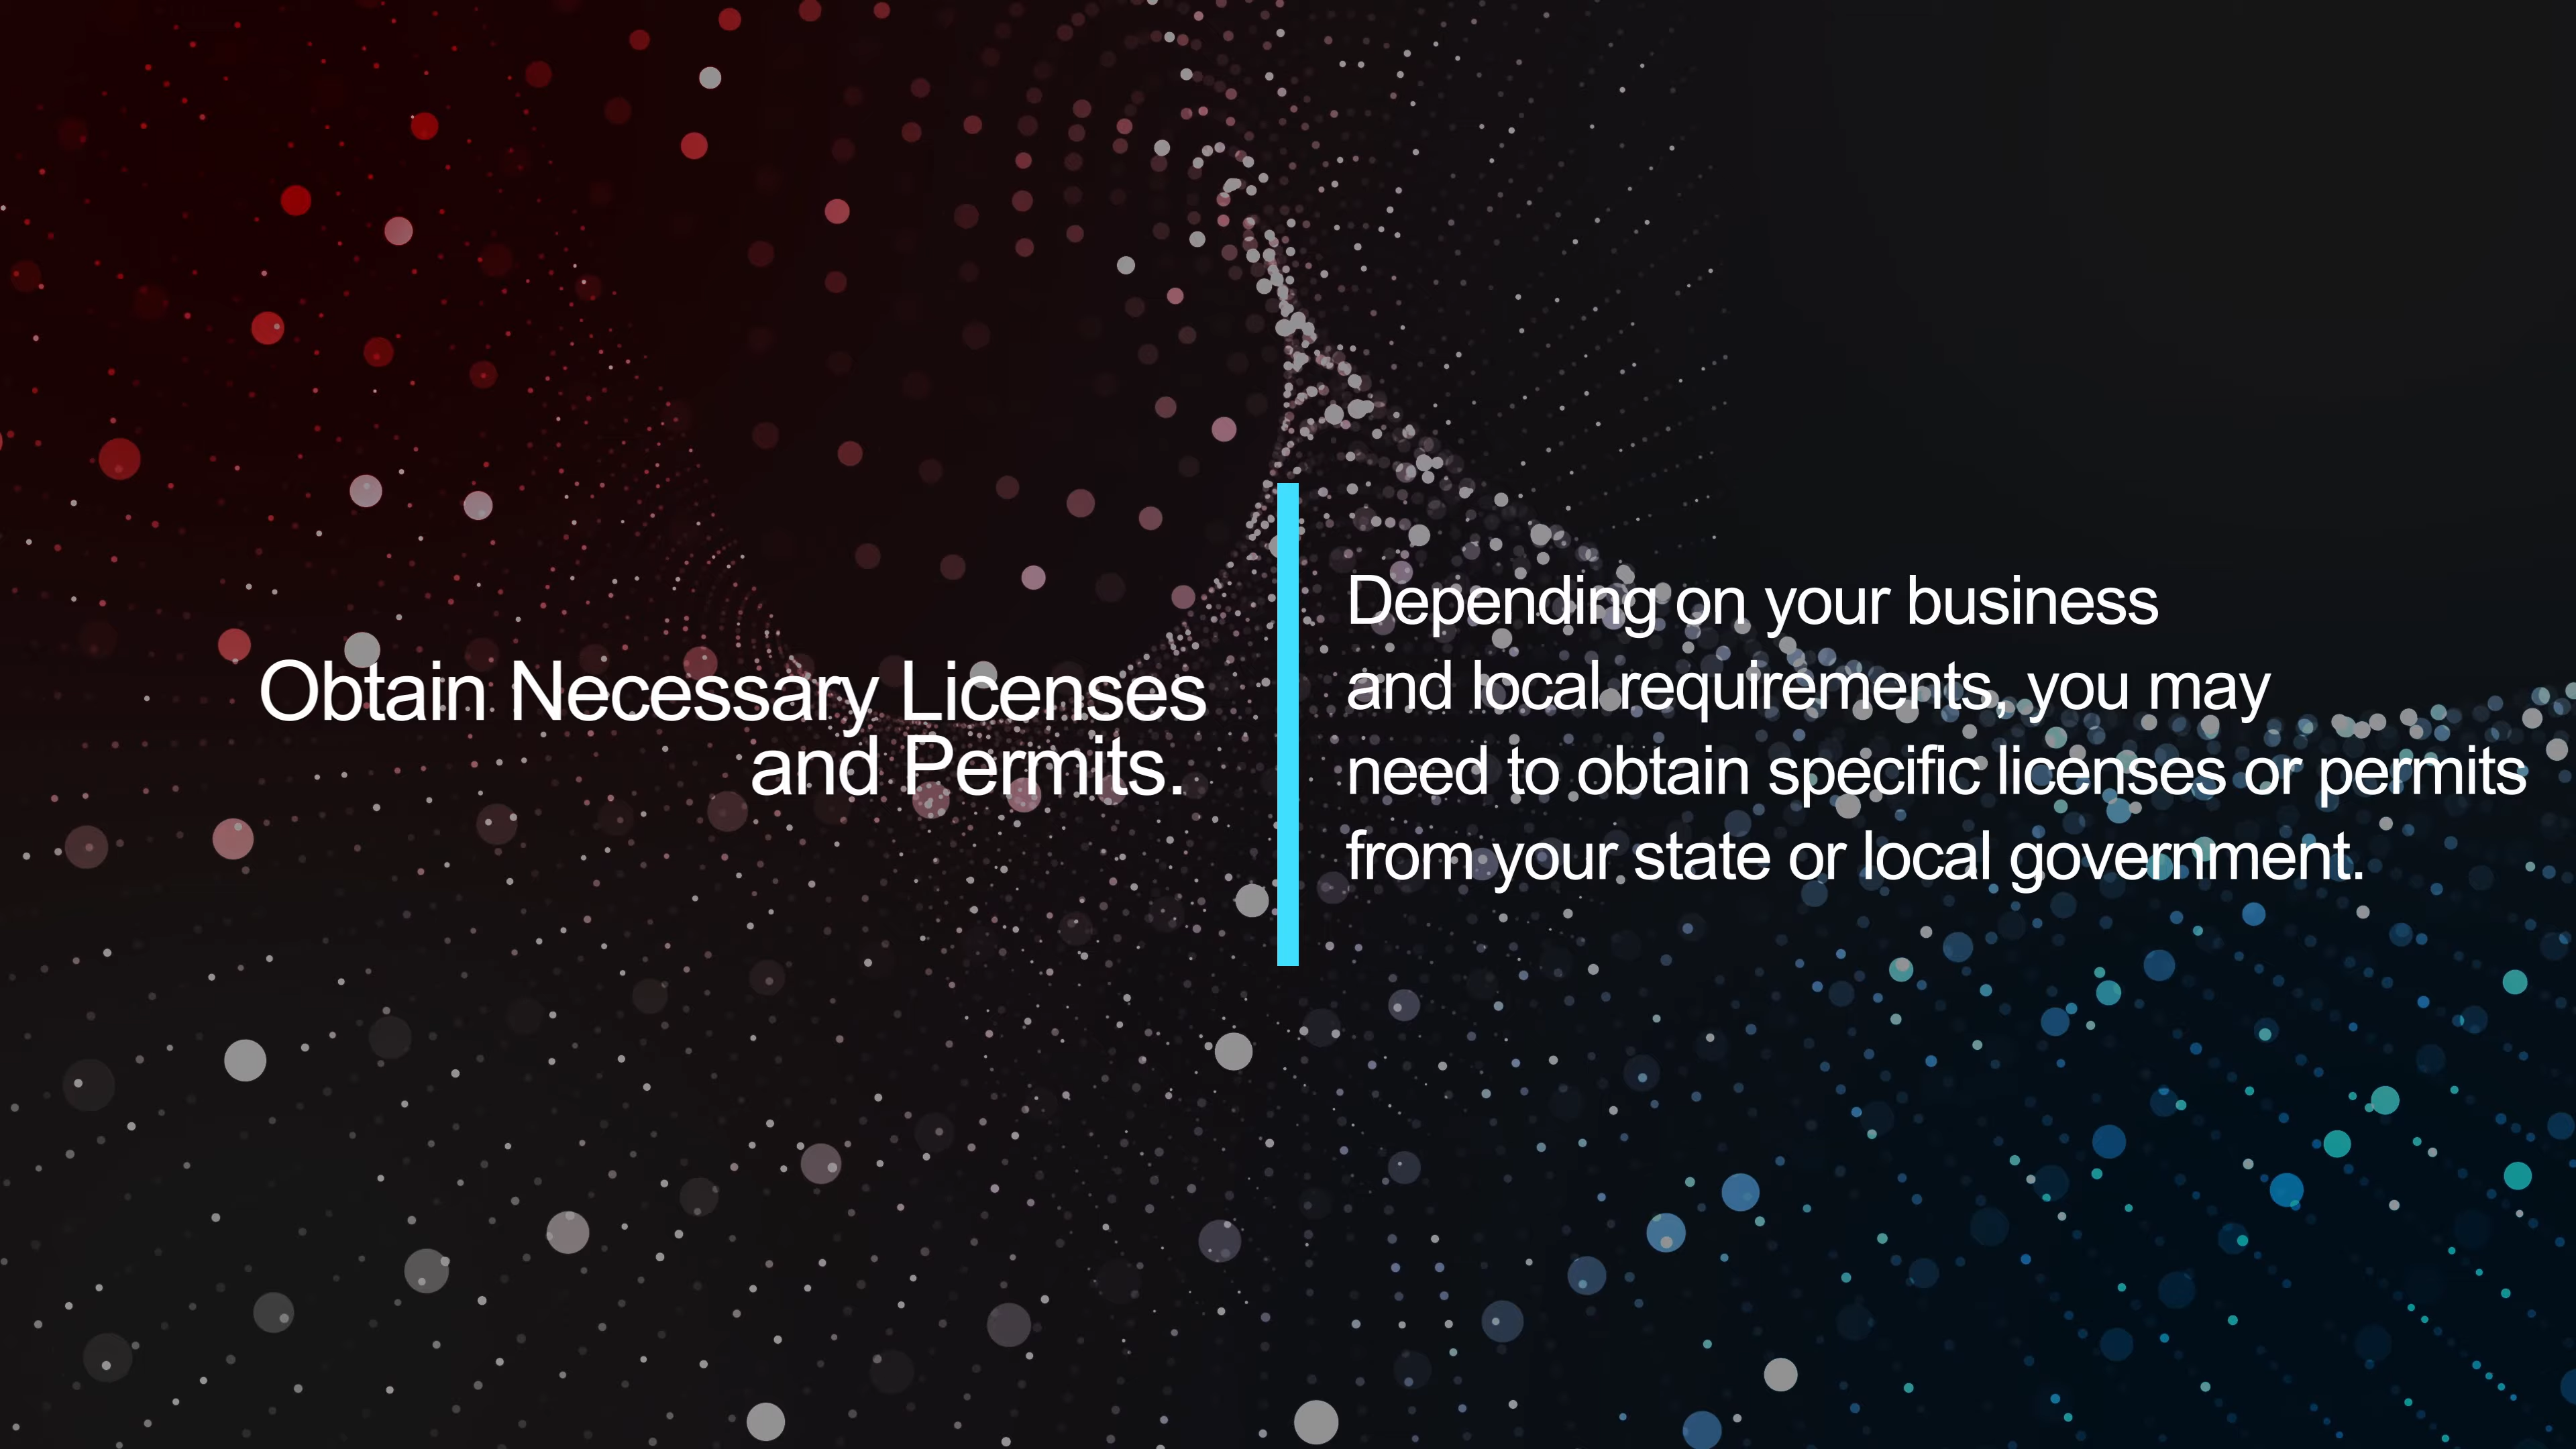 Obtain Necessary Licenses
and Permits.
Depending on your business
and local requirements, you may
need to obtain specific licenses or permits
from your state or local government.